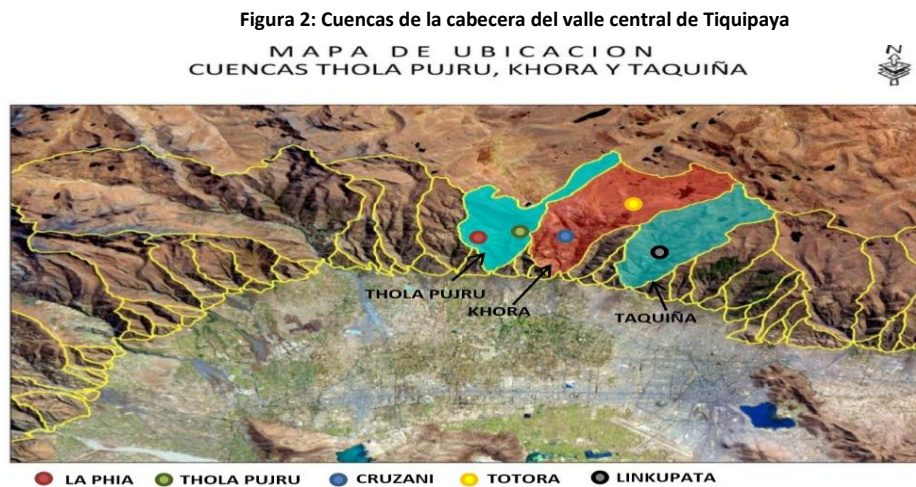 Figura 2: Cuencas de la cabecera del valle central de Tiquipaya
MAPA DE UBICACION
CUENCAS THOLA PUJRU, KHORA Y TAQUIÑA
N
THOLA PUJRU
KHORA
TAQUIÑA
LA PHIA THOLA PUJRU CRUZANI TOTORA LINKUPATA